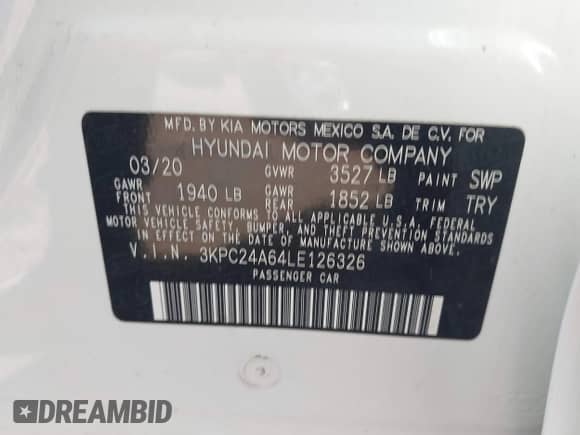 MFD. BY KIA MOTORS MEXICO S.A. DE C.V. FOR
HYUNDAI MOTOR COMPANY
03/20 GVWR 3527 LB PAINT SWP
GAWR FRONT 1940 LB GAWR REAR 1852 LB TRIM TRY
THIS VEHICLE CONFORMS TO ALL APPLICABLE U.S.A. FEDERAL
MOTOR VEHICLE SAFETY, BUMPER, AND THEFT PREVENTION STANDARDS
IN EFFECT ON THE DATE OF MANUFACTURE SHOWN ABOVE.
V.I.N. 3KPC24A64LE126326
PASSENGER CAR
DREAMBID